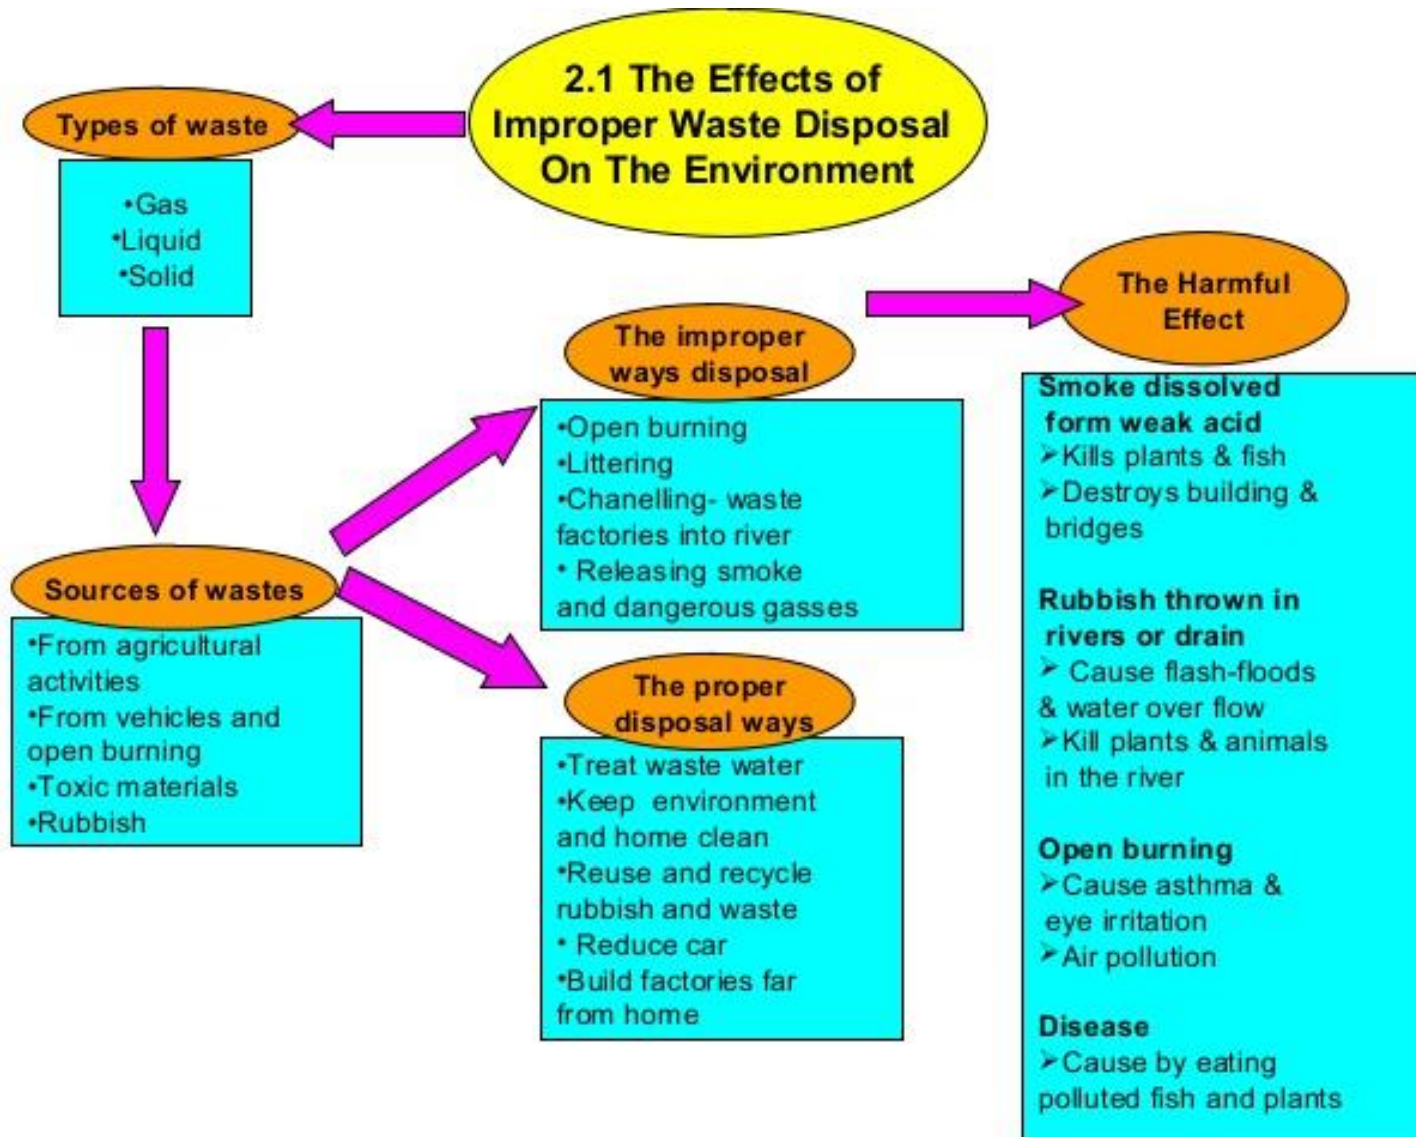 2.1 The Effects of
Improper Waste Disposal
On The Environment
Types of waste
•Gas
•Liquid
•Solid
Sources of wastes
•From agricultural
activities
•From vehicles and
open burning
•Toxic materials
•Rubbish
The improper
ways disposal
•Open burning
•Littering
•Chanelling- waste
factories into river
• Releasing smoke
and dangerous gasses
The proper
disposal ways
•Treat waste water
•Keep environment
and home clean
•Reuse and recycle
rubbish and waste
• Reduce car
•Build factories far
from home
The Harmful
Effect
Smoke dissolved
form weak acid
➢Kills plants & fish
➢Destroys building &
bridges
Rubbish thrown in
rivers or drain
➢ Cause flash-floods
& water over flow
➢Kill plants & animals
in the river
Open burning
➢Cause asthma &
eye irritation
➢Air pollution
Disease
➢Cause by eating
polluted fish and plants